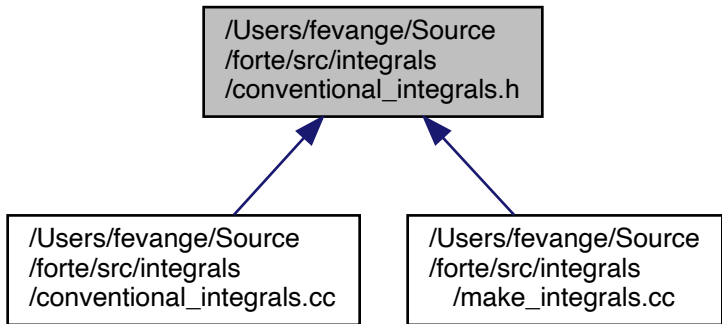 /Users/fevange/Source
/forte/src/integrals
/conventional_integrals.h
/Users/fevange/Source
/forte/src/integrals
/conventional_integrals.cc
/Users/fevange/Source
/forte/src/integrals
/make_integrals.cc